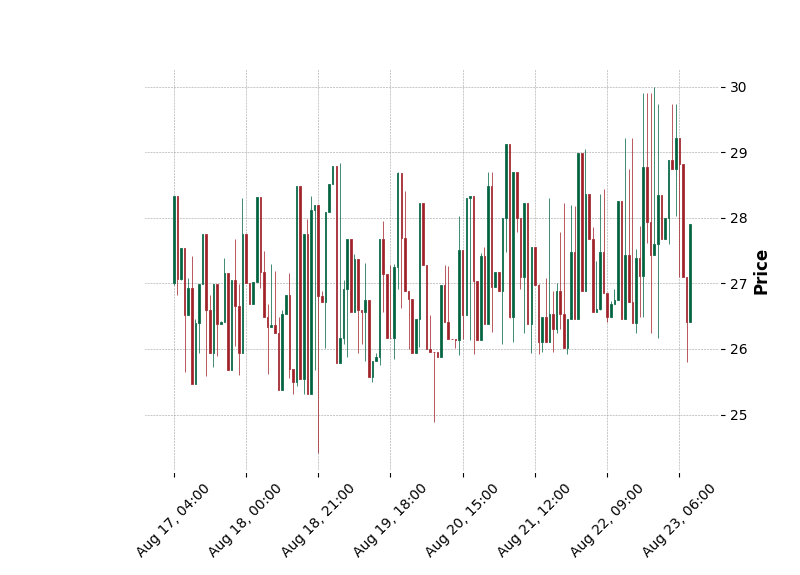 30
29
28
27
26
25
Price
Aug 17, 04:00
Aug 18, 00:00
Aug 18, 21:00
Aug 19, 18:00
Aug 20, 15:00
Aug 21, 12:00
Aug 22, 09:00
Aug 23, 06:00